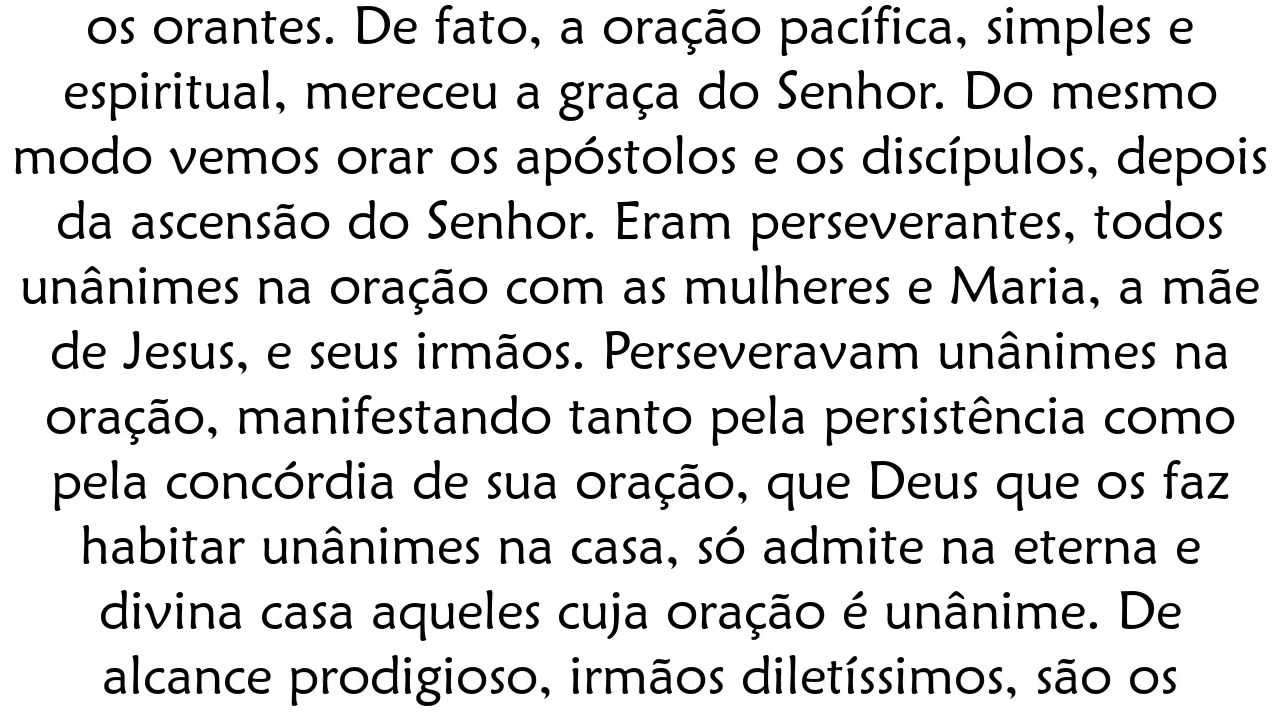 os orantes. De fato, a oração pacífica, simples e
espiritual, mereceu a graça do Senhor. Do mesmo
modo vemos orar os apóstolos e os discípulos, depois
da ascensão do Senhor. Eram perseverantes, todos
unânimes na oração com as mulheres e Maria, a mãe
de Jesus, e seus irmãos. Perseveravam unânimes na
oração, manifestando tanto pela persistência como
pela concórdia de sua oração, que Deus que os faz
habitar unânimes na casa, só admite na eterna e
divina casa aqueles cuja oração é unânime. De
alcance prodigioso, irmãos diletíssimos, são os